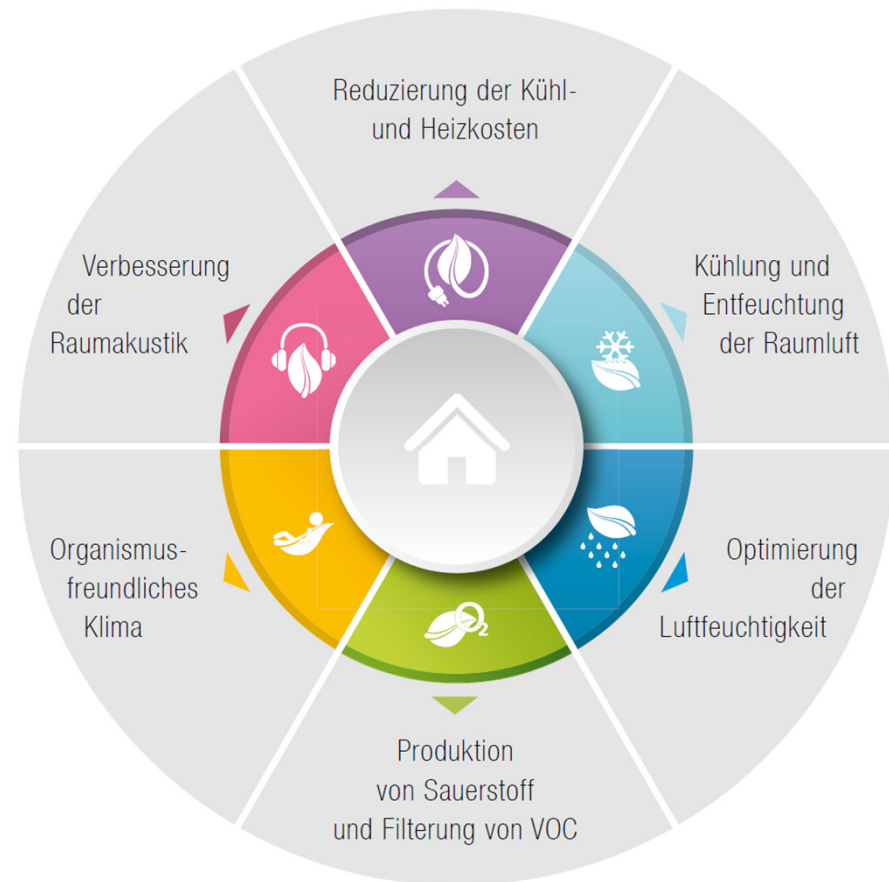 Reduzierung der Kühl-
und Heizkosten
Kühlung und
Entfeuchtung
der Raumluft
Optimierung
der
Luftfeuchtigkeit
Produktion
von Sauerstoff
und Filterung von VOC
Organismus-
freundliches
Klima
Verbesserung
der
Raumakustik
O2